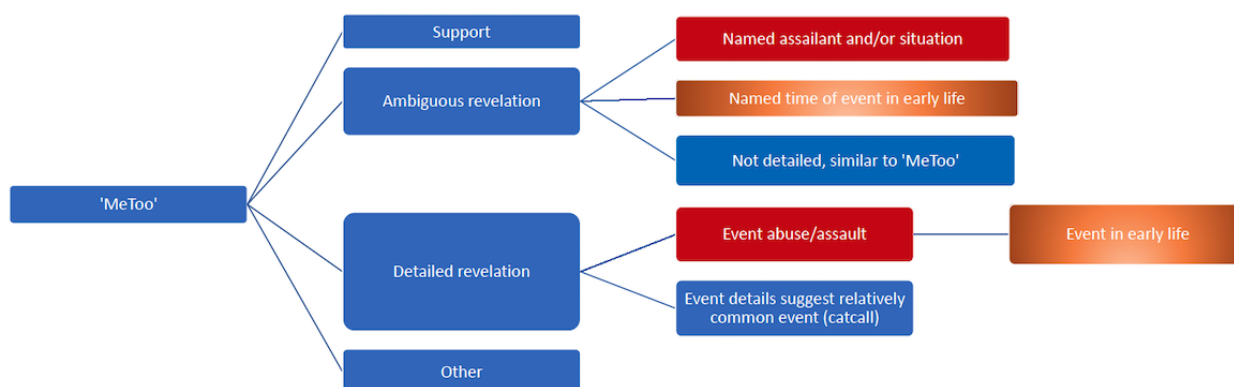 Support
Named assailant and/or situation
Ambiguous revelation
Named time of event in early life
Not detailed, similar to 'MeToo'
'MeToo'
Event abuse/assault
Event in early life
Detailed revelation
Event details suggest relatively
common event (catcall)
Other